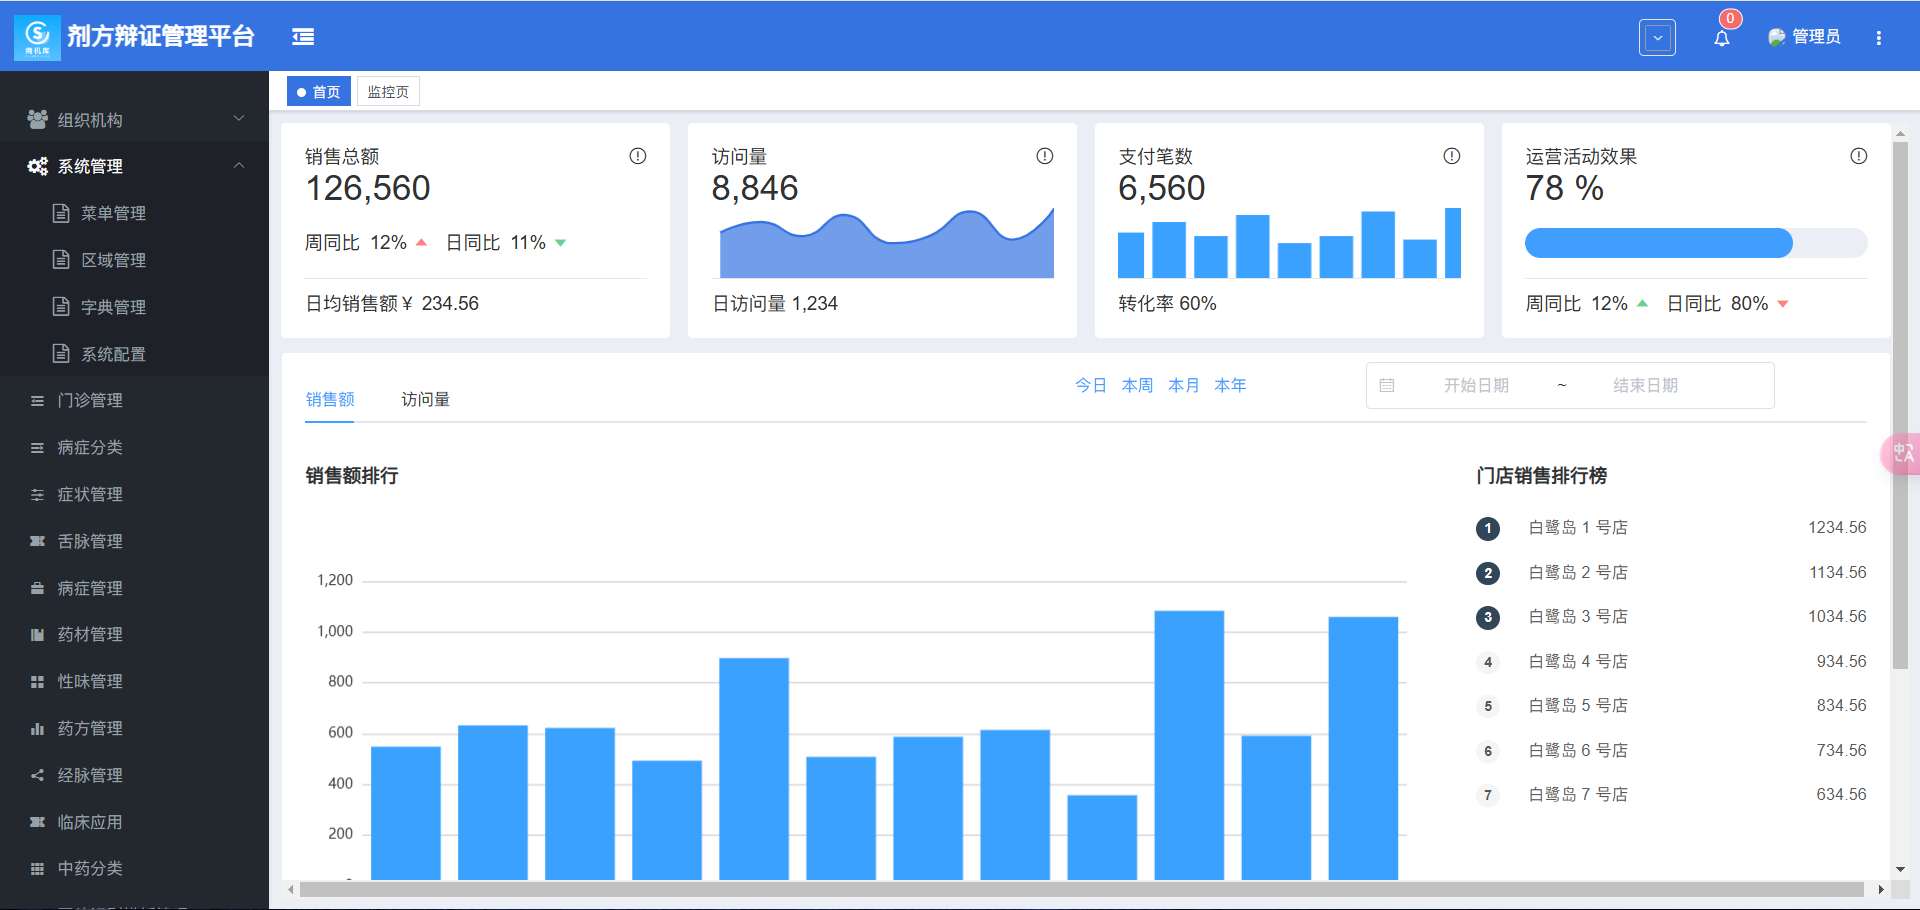 商机库
剂方辩证管理平台
0
管理员
组织机构
系统管理
菜单管理
区域管理
字典管理
系统配置
门诊管理
病症分类
症状管理
舌脉管理
病症管理
药材管理
性味管理
药方管理
经脉管理
临床应用
中药分类
首页
监控页
销售总额
126,560
周同比 12% 日同比 11%
日均销售额￥ 234.56
访问量
8,846
日访问量 1,234
支付笔数
6,560
转化率 60%
运营活动效果
78 %
周同比 12% 日同比 80%
销售额
访问量
今日 本周 本月 本年
开始日期 ~ 结束日期
销售额排行
1,200
1,000
800
600
400
200
门店销售排行榜
1 白鹭岛 1 号店 1234.56
2 白鹭岛 2 号店 1134.56
3 白鹭岛 3 号店 1034.56
4 白鹭岛 4 号店 934.56
5 白鹭岛 5 号店 834.56
6 白鹭岛 6 号店 734.56
7 白鹭岛 7 号店 634.56
中A